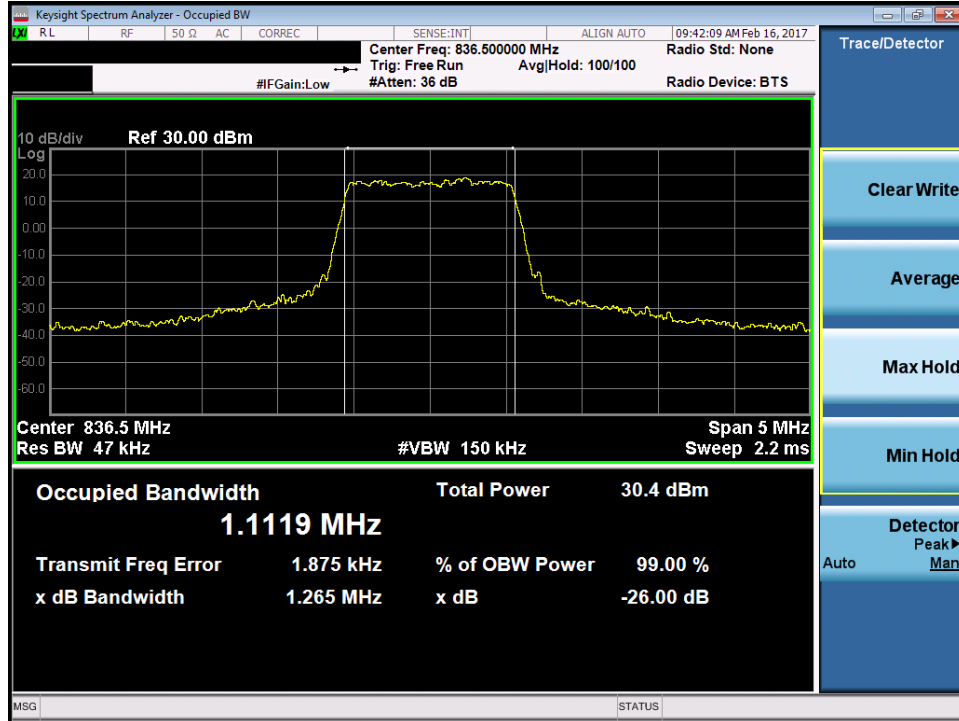 Keysight Spectrum Analyzer - Occupied BW
LXI RL RF 50 Ω AC CORREC SENSE:INT ALIGN AUTO 09:42:09 AM Feb 16, 2017
Center Freq: 836.500000 MHz Radio Std: None
Trig: Free Run Avg|Hold: 100/100
#IFGain:Low #Atten: 36 dB Radio Device: BTS
10 dB/div Ref 30.00 dBm
Log
20.0
10.0
0.00
-10.0
-20.0
-30.0
-40.0
-50.0
-60.0
Center 836.5 MHz Span 5 MHz
Res BW 47 kHz #VBW 150 kHz Sweep 2.2 ms
Occupied Bandwidth Total Power 30.4 dBm
1.1119 MHz
Transmit Freq Error 1.875 kHz % of OBW Power 99.00 %
x dB Bandwidth 1.265 MHz x dB -26.00 dB
MSG STATUS
Trace/Detector
Clear Write
Average
Max Hold
Min Hold
Detector
Peak▶
Auto Man